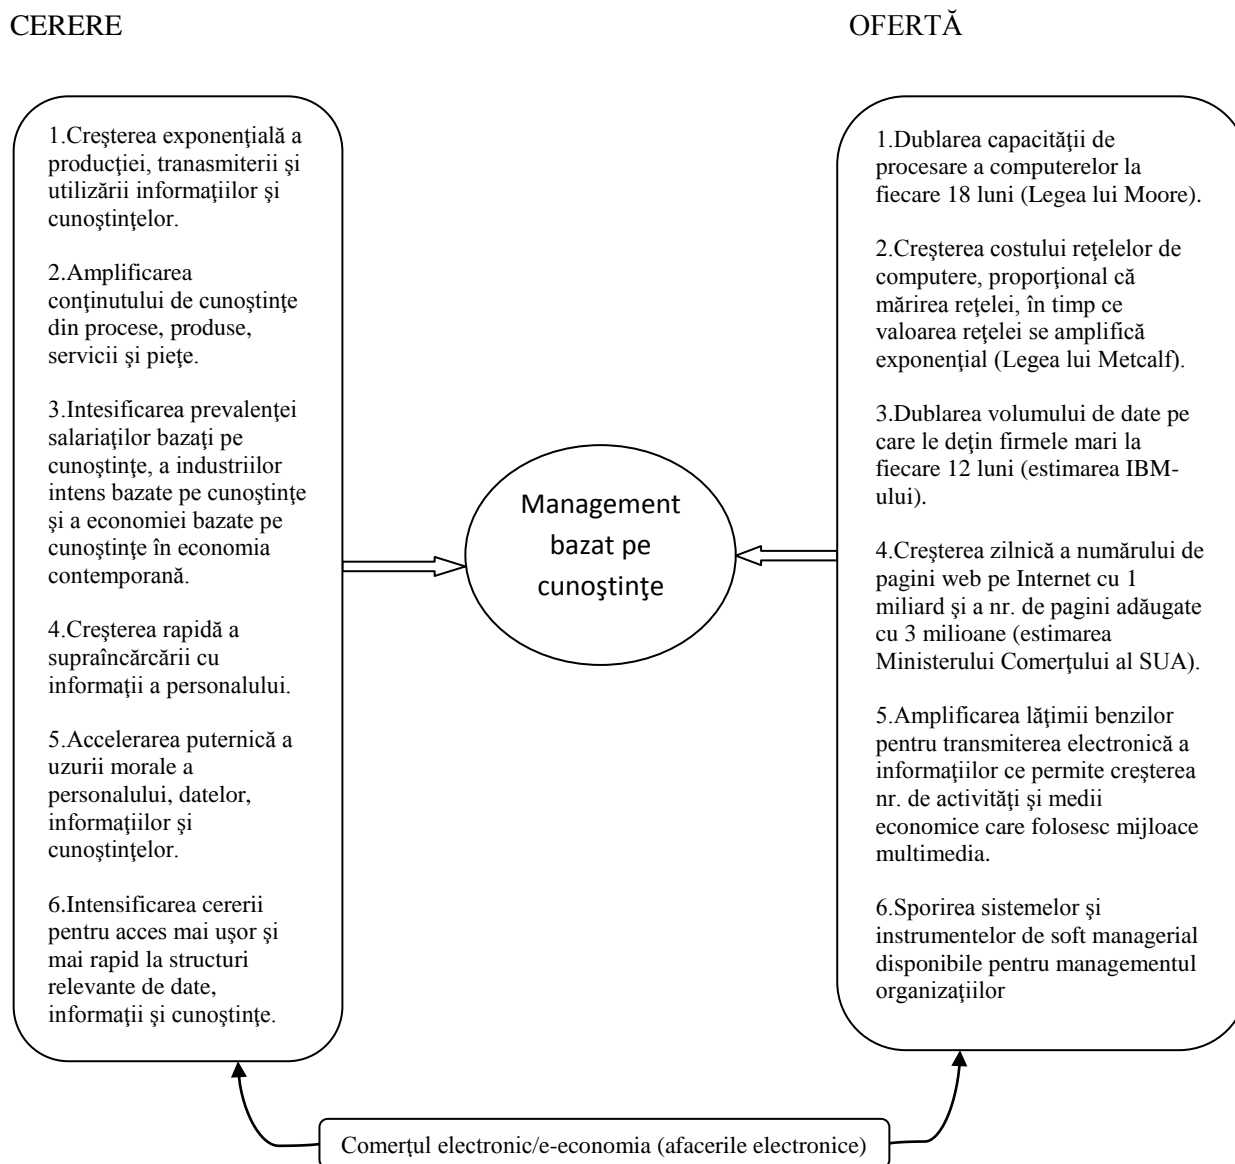 CERERE
OFERTĂ
1.Creşterea exponenţială a
producţiei, tranasmiterii şi
utilizării informaţiilor şi
cunoştinţelor.
2.Amplificarea
conţinutului de cunoştinţe
din procese, produse,
servicii şi pieţe.
3.Intesificarea prevalenţei
salariaţilor bazaţi pe
cunoştinţe, a industriilor
intens bazate pe cunoştinţe
şi a economiei bazate pe
cunoştinţe în economia
contemporană.
4.Creşterea rapidă a
supraîncărcării cu
informaţii a personalului.
5.Accelerarea puternică a
uzurii morale a
personalului, datelor,
informaţiilor şi
cunoştinţelor.
6.Intensificarea cererii
pentru acces mai uşor şi
mai rapid la structuri
relevante de date,
informaţii şi cunoştinţe.
Management
bazat pe
cunoştinţe
1.Dublarea capacităţii de
procesare a computerelor la
fiecare 18 luni (Legea lui Moore).
2.Creşterea costului reţelelor de
computere, proporţional că
mărirea reţelei, în timp ce
valoarea reţelei se amplifică
exponenţial (Legea lui Metcalf).
3.Dublarea volumului de date pe
care le deţin firmele mari la
fiecare 12 luni (estimarea IBM-
ului).
4.Creşterea zilnică a numărului de
pagini web pe Internet cu 1
miliard şi a nr. de pagini adăugate
cu 3 milioane (estimarea
Ministerului Comerţului al SUA).
5.Amplificarea lăţimii benzilor
pentru transmiterea electronică a
informaţiilor ce permite creşterea
nr. de activităţi şi medii
economice care folosesc mijloace
multimedia.
6.Sporirea sistemelor şi
instrumentelor de soft managerial
disponibile pentru managementul
organizaţiilor
Comerţul electronic/e-economia (afacerile electronice)